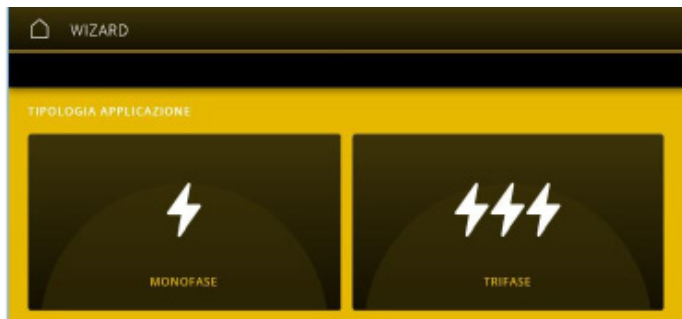 WIZARD
TIPOLOGIA APPLICAZIONE
MONOFASE
TRIFASE